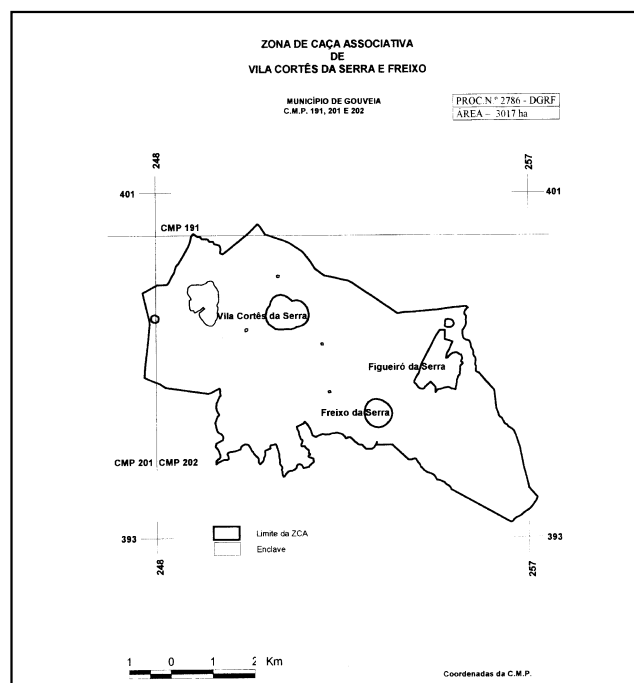 ZONA DE CAÇA ASSOCIATIVA
DE
VILA CORTÊS DA SERRA E FREIXO
MUNICÍPIO DE GOUVEIA
C.M.P. 191, 201 E 202
PROC.N.º 2786 - DGRF
AREA – 3017 ha
248
257
401
401
CMP 191
Vila Cortês da Serra
Figueiró da Serra
Freixo da Serra
CMP 201
CMP 202
393
393
248
257
Limite da ZCA
Enclave
1 0 1 2 Km
Coordenadas da C.M.P.